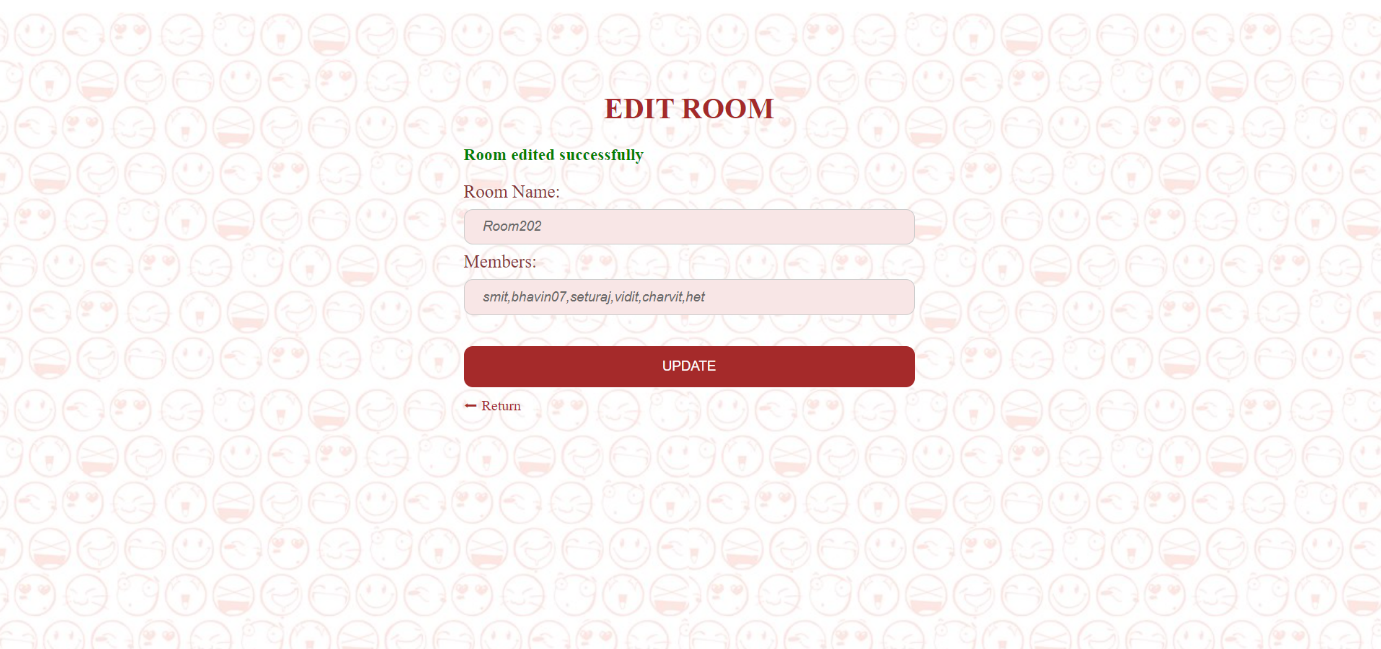 EDIT ROOM
Room edited successfully
Room Name:
Room202
Members:
smit,bhavin07,seturaj,vidit,charvit,het
UPDATE
← Return